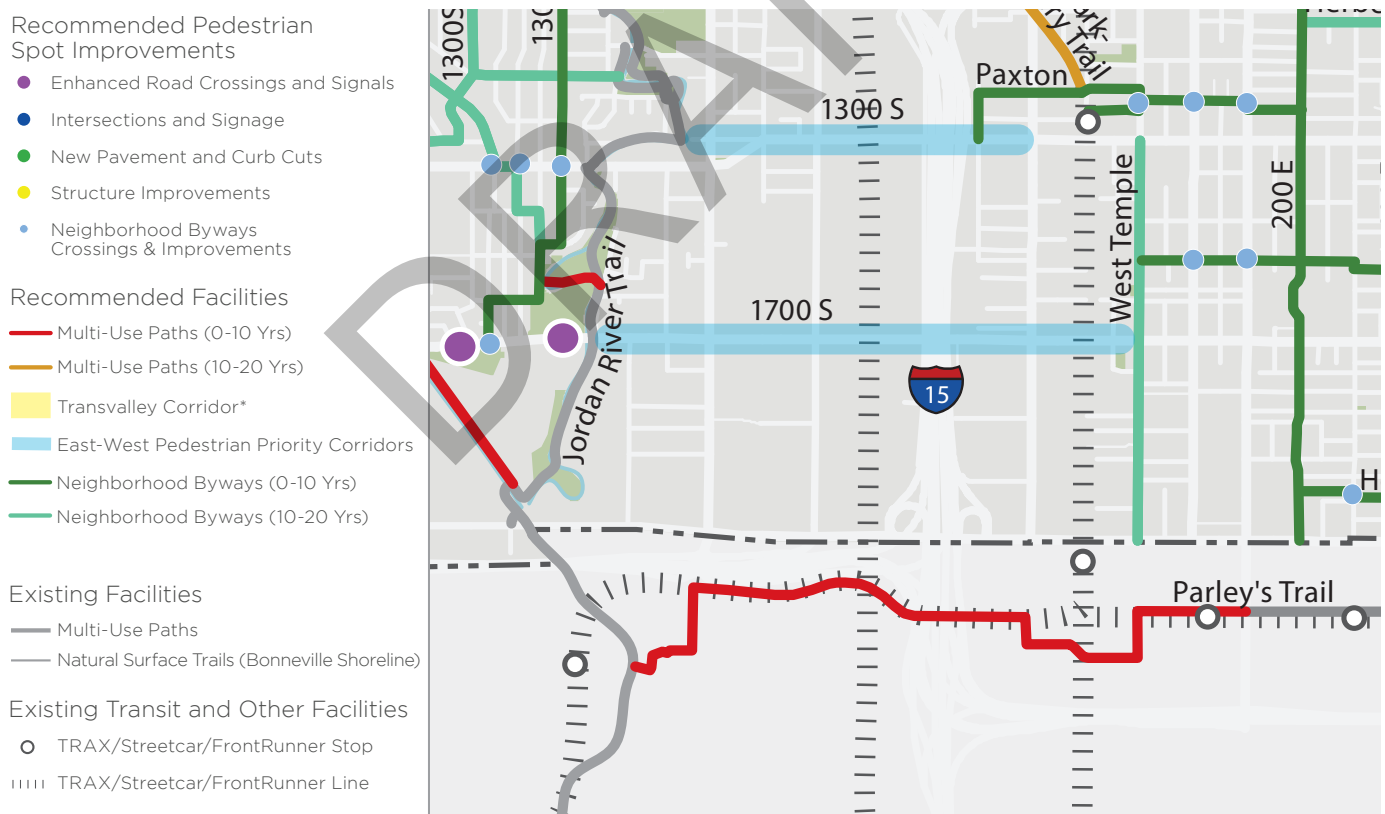 Recommended Pedestrian
Spot Improvements
Enhanced Road Crossings and Signals
Intersections and Signage
New Pavement and Curb Cuts
Structure Improvements
Neighborhood Byways
Crossings & Improvements
Recommended Facilities
Multi-Use Paths (0-10 Yrs)
Multi-Use Paths (10-20 Yrs)
Transvalley Corridor*
East-West Pedestrian Priority Corridors
Neighborhood Byways (0-10 Yrs)
Neighborhood Byways (10-20 Yrs)
Existing Facilities
Multi-Use Paths
Natural Surface Trails (Bonneville Shoreline)
Existing Transit and Other Facilities
TRAX/Streetcar/FrontRunner Stop
TRAX/Streetcar/FrontRunner Line
1300S
130
Trail
Paxton
1300 S
West Temple
200 E
Jordan River Trail
1700 S
15
H
Parley's Trail
DRAFT